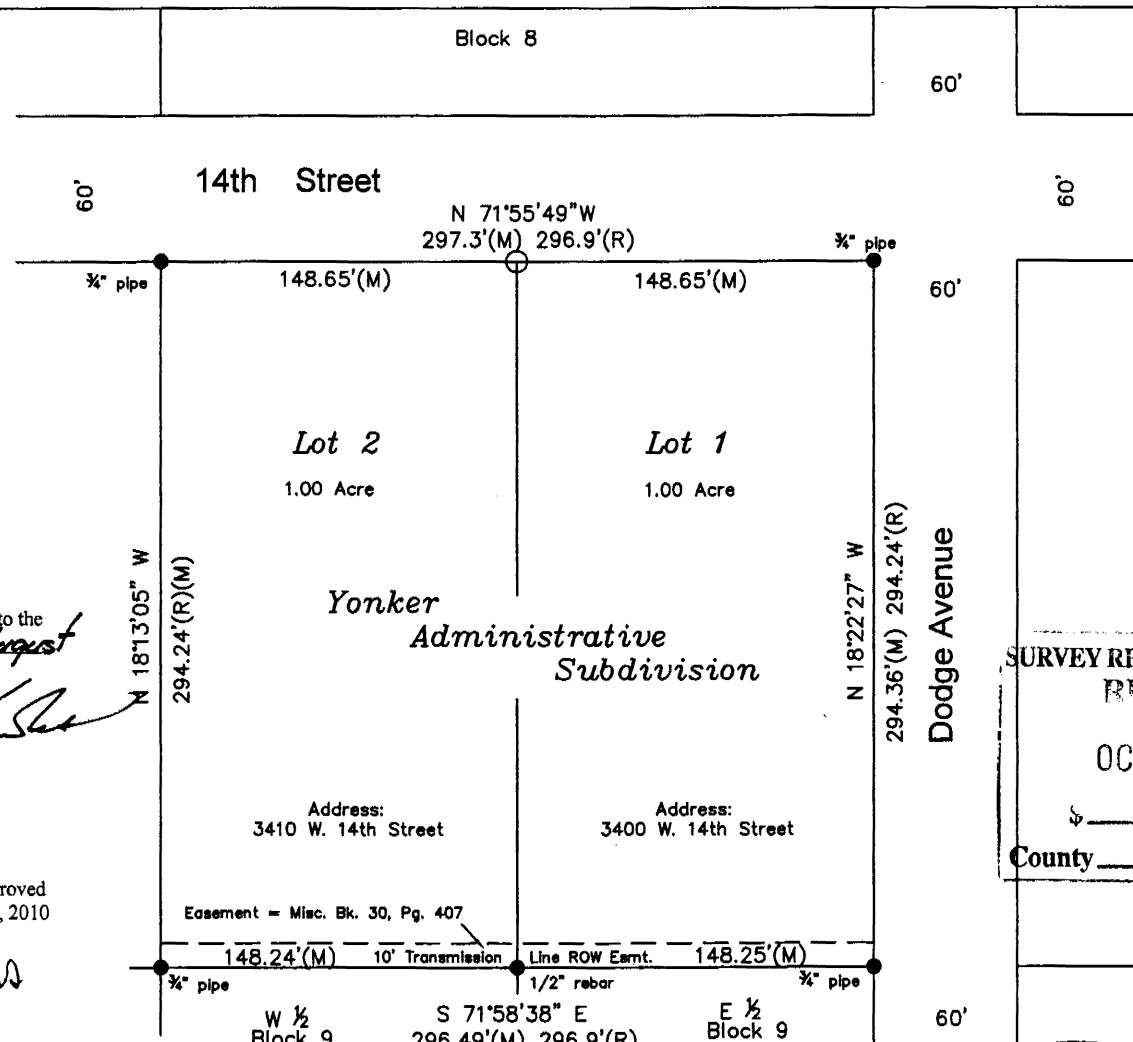 Block 8
60'
14th Street
60'
60'
N 71°55'49"W
297.3'(M) 296.9'(R)
¾" pipe
¾" pipe
148.65'(M)
148.65'(M)
60'
Lot 2
Lot 1
1.00 Acre
1.00 Acre
N 18°13'05" W
294.24'(R)(M)
N 18°22'27" W
294.36'(M) 294.24'(R)
Dodge Avenue
to the
Yonker
Administrative
Subdivision
SURVEY RE
OC
$
County
Address:
3410 W. 14th Street
Address:
3400 W. 14th Street
roved
, 2010
Easement = Misc. Bk. 30, Pg. 407
148.24'(M) 10' Transmission Line ROW Esmt. 148.25'(M)
¾" pipe
1/2" rebar
¾" pipe
W ½
Block 9
S 71°58'38" E
296.49'(M) 296.9'(R)
E ½
Block 9
60'